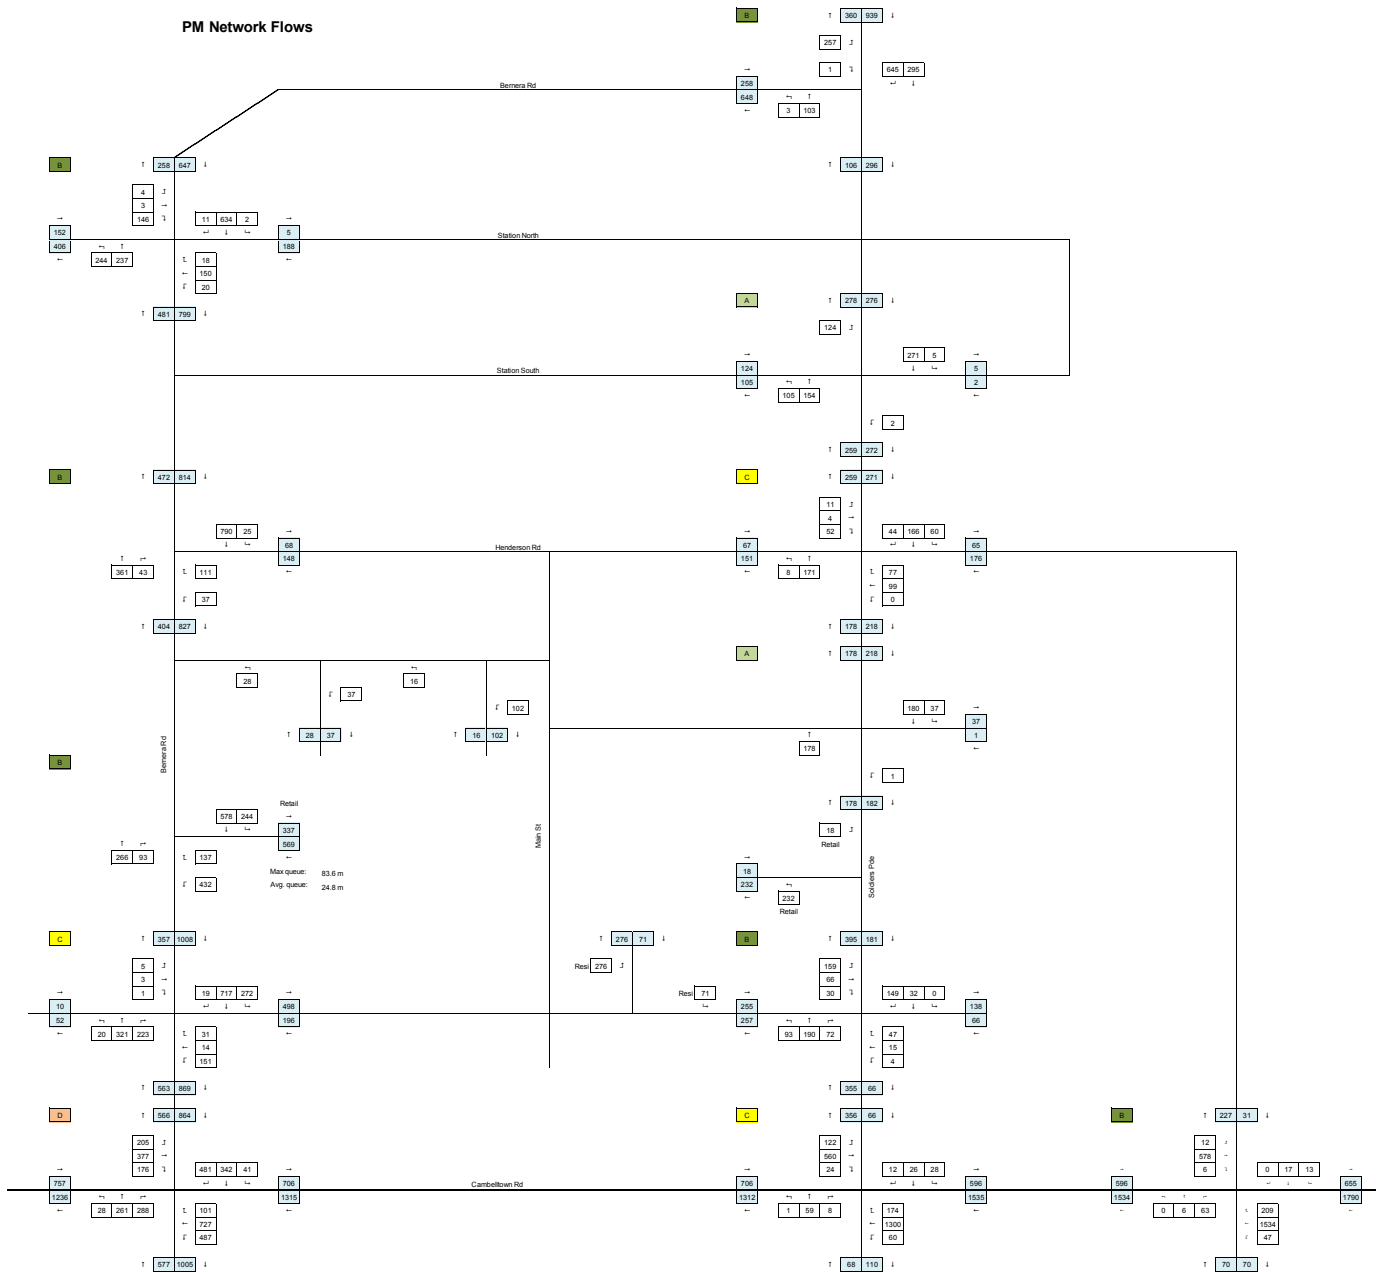 PM Network Flows
B ↑ 360 939 ↓
257
→ 1 645 295
258
Bernera Rd
648
← 3 103
B ↑ 258 647 ↓ ↑ 106 296 ↓
4
3 →
→ 146 11 634 2 →
152 5
Station North
406 188
← 244 237 18 ←
← 150
20
A ↑ 278 276 ↓
↑ 481 799 ↓
124
→ 271 5 →
124 5
Station South
105 2
← 105 154 ←
2
↑ 259 272 ↓
B ↑ 472 814 ↓ C ↑ 259 271 ↓
11
4 →
790 25 → → 52 44 166 60 →
68 67 65
Henderson Rd
148 151 176
361 43 111 ← ← 8 171 77 ←
← 99
37 0
↑ 404 827 ↓ ↑ 178 218 ↓
A ↑ 178 218 ↓
28 16
37
102 180 37 →
37
↑ 28 37 ↓ ↑ 16 102 ↓ 1
↑ 178 ←
Bernera Rd
B
1
↑ 178 182 ↓
Retail
578 244 →
337 18
Main St
569 Retail
266 93 137 ←
Max queue: 83.6 m
→
18
Soldiers Pde
432 Avg. queue: 24.8 m
232
← 232
Retail
C ↑ 357 1008 ↓ ↑ 276 71 ↓ B ↑ 395 181 ↓
5 Resi 276 159
3 → 66 →
→ 1 19 717 272 → Resi 71 → 30 149 32 0 →
10 498 255 138
52 196 257 66
← 20 321 223 31 ← ← 93 190 72 47 ←
← 14 ← 15
151 4
↑ 563 869 ↓ ↑ 355 66 ↓
D ↑ 566 864 ↓ C ↑ 356 66 ↓ B ↑ 227 31 ↓
205 122 12
377 → 560 → 578 →
→ 176 481 342 41 → → 24 12 26 28 → → 6 0 17 13 →
757 706 706 596 596 655
Cambelltown Rd
1236 1315 1312 1535 1534 1790
← 28 261 288 101 ← ← 1 59 8 174 ← ← 0 6 63 209 ←
← 727 ← 1300 ← 1534
487 60 47
↑ 577 1005 ↓ ↑ 68 110 ↓ ↑ 70 70 ↓